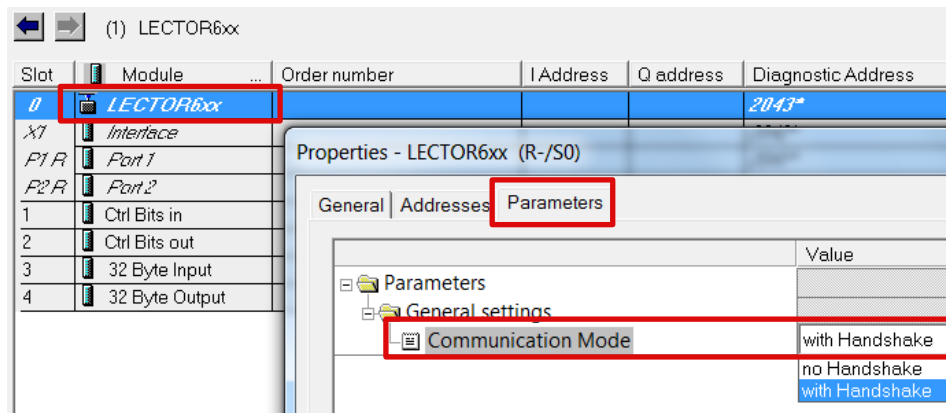 (1) LECTOR6xx
Slot Module ... Order number I Address Q address Diagnostic Address
0 LECTOR6xx 2043*
X1 Interface
P1 R Port 1
P2 R Port 2
1 Ctrl Bits in
2 Ctrl Bits out
3 32 Byte Input
4 32 Byte Output
Properties - LECTOR6xx (R-/S0)
General Addresses Parameters
Value
Parameters
General settings
Communication Mode with Handshake
no Handshake
with Handshake